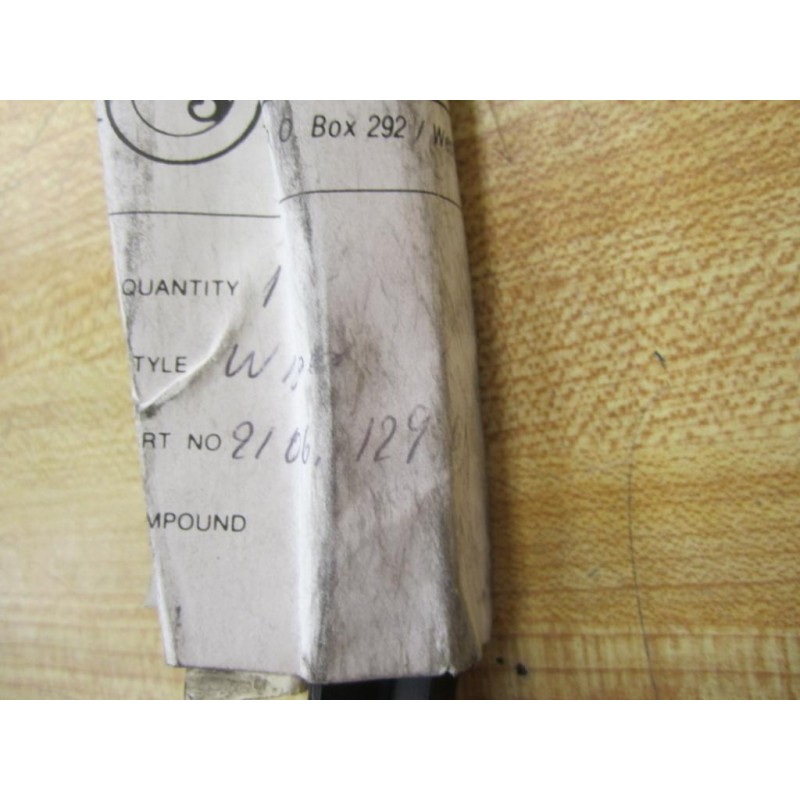 O. Box 292 /
QUANTITY 1
TYLE
RT NO 2106, 129
MPOUND